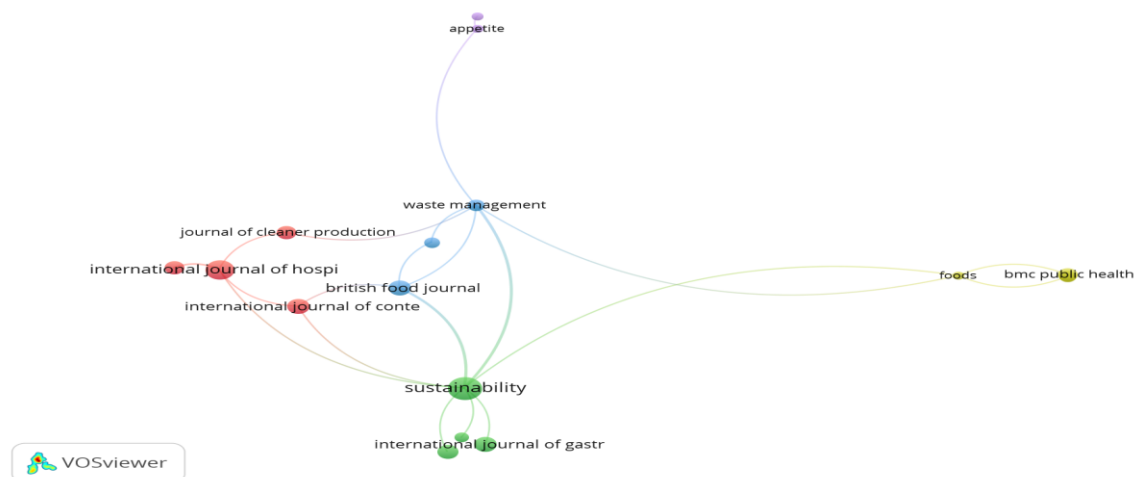 appetite
waste management
journal of cleaner production
international journal of hospi
british food journal
international journal of conte
foods
bmc public health
sustainability
international journal of gastr
VOSviewer